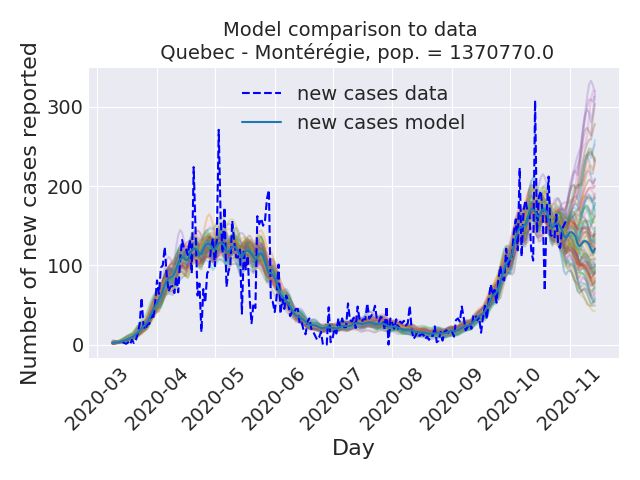 Model comparison to data
Quebec - Montérégie, pop. = 1370770.0
Number of new cases reported
300
200
100
0
new cases data
new cases model
2020-03
2020-04
2020-05
2020-06
2020-07
2020-08
2020-09
2020-10
2020-11
Day